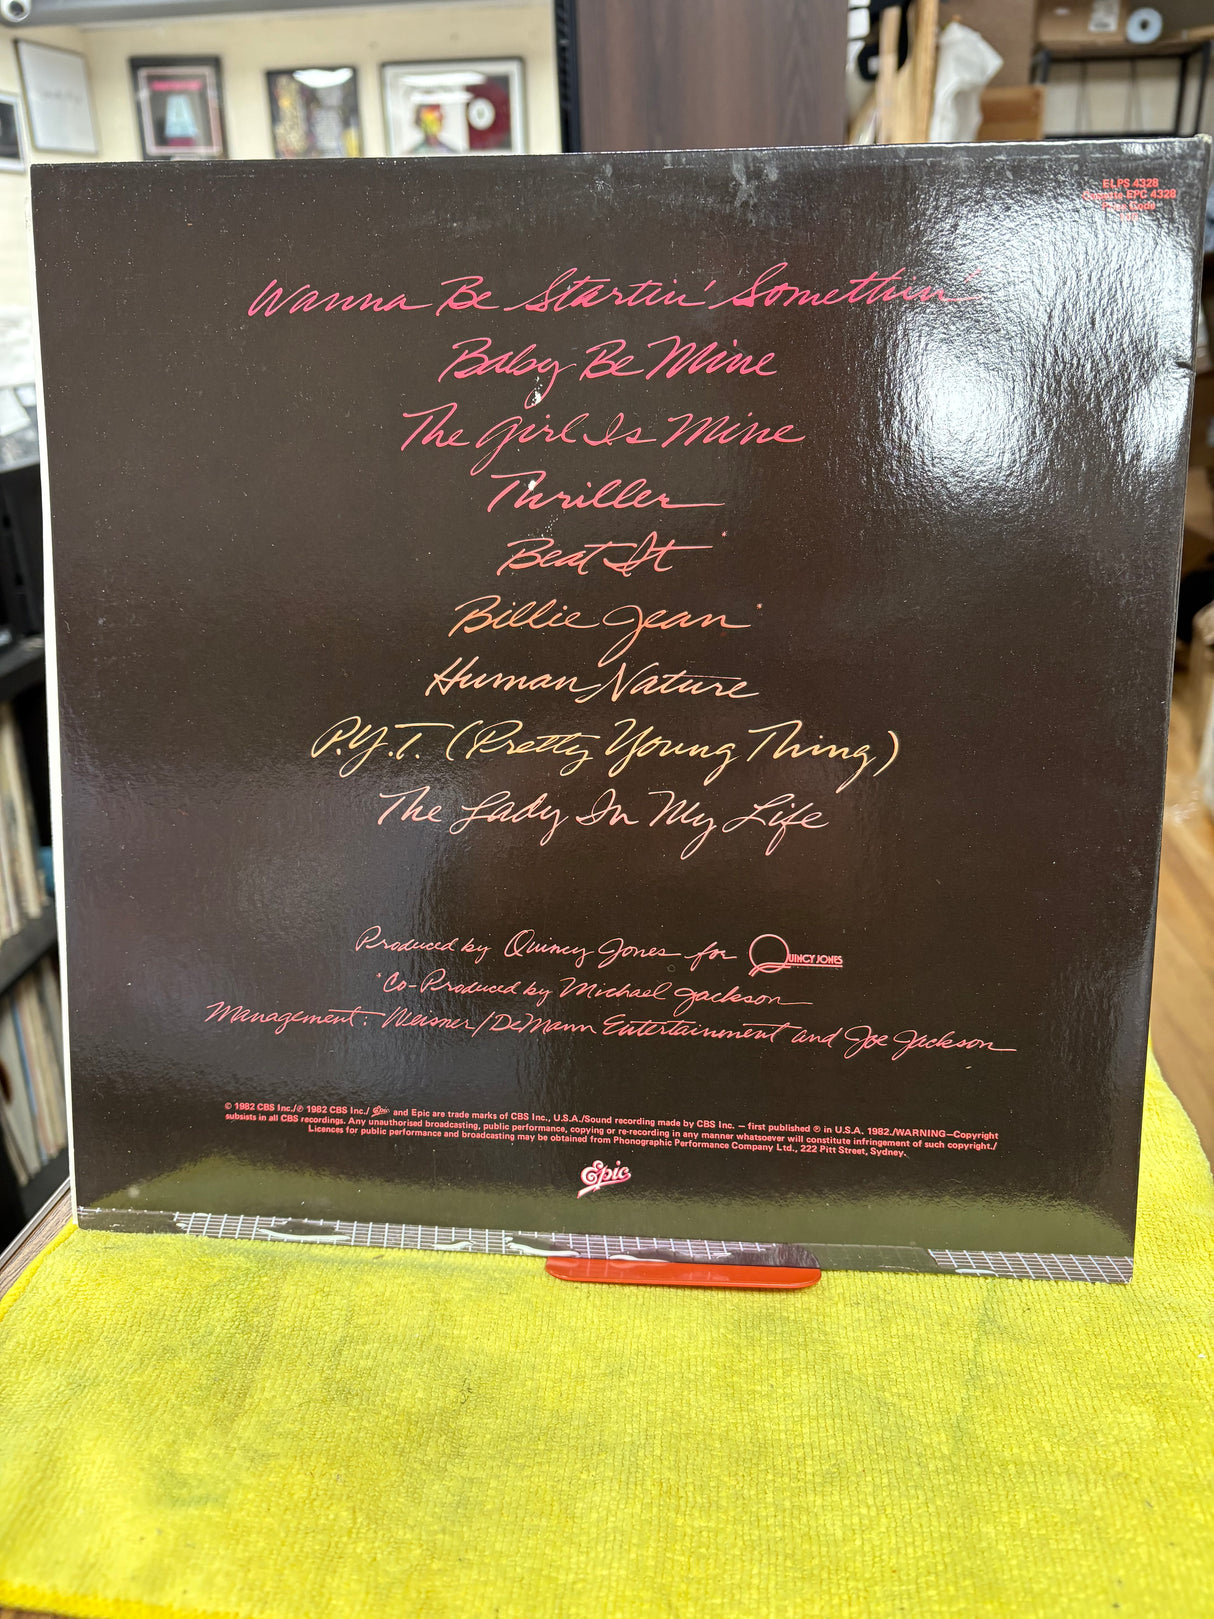 ELPS 4328
Cassette EPC 4328
Price Code
Wanna Be Startin' Somethin'
Baby Be Mine
The Girl Is Mine
Thriller
Beat It*
Billie Jean*
Human Nature
P.Y.T. (Pretty Young Thing)
The Lady In My Life
Produced by Quincy Jones for QUINCY JONES
*Co-Produced by Michael Jackson
Management: Weisner/DeMann Entertainment and Joe Jackson
© 1982 CBS Inc./℗ 1982 CBS Inc./ Epic and Epic are trade marks of CBS Inc., U.S.A./Sound recording made by CBS Inc. — first published ℗ in U.S.A. 1982./WARNING—Copyright
subsists in all CBS recordings. Any unauthorised broadcasting, public performance, copying or re-recording in any manner whatsoever will constitute infringement of such copyright./
Licences for public performance and broadcasting may be obtained from Phonographic Performance Company Ltd., 222 Pitt Street, Sydney.
Epic